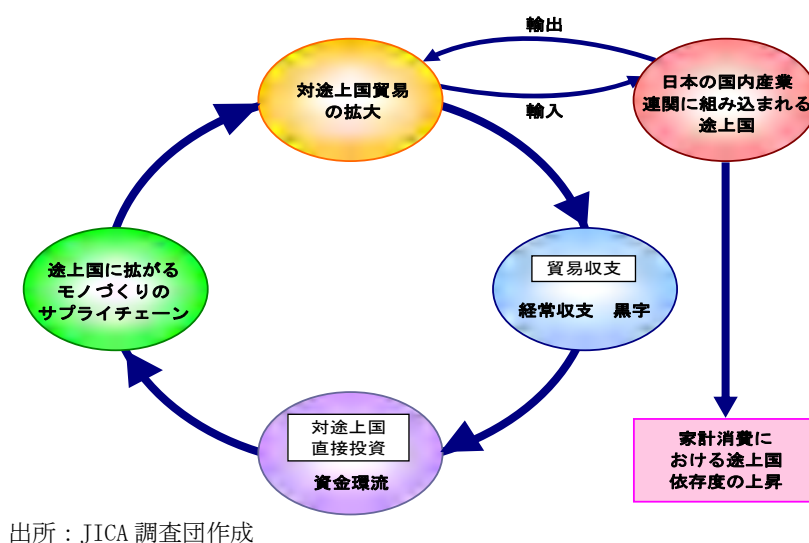 輸出
対途上国貿易
の拡大
輸入
日本の国内産業
連関に組み込まれる
途上国
途上国に拡がる
モノづくりの
サプライチェーン
貿易収支
経常収支 黒字
対途上国
直接投資
資金環流
家計消費に
おける途上国
依存度の上昇
出所：JICA 調査団作成